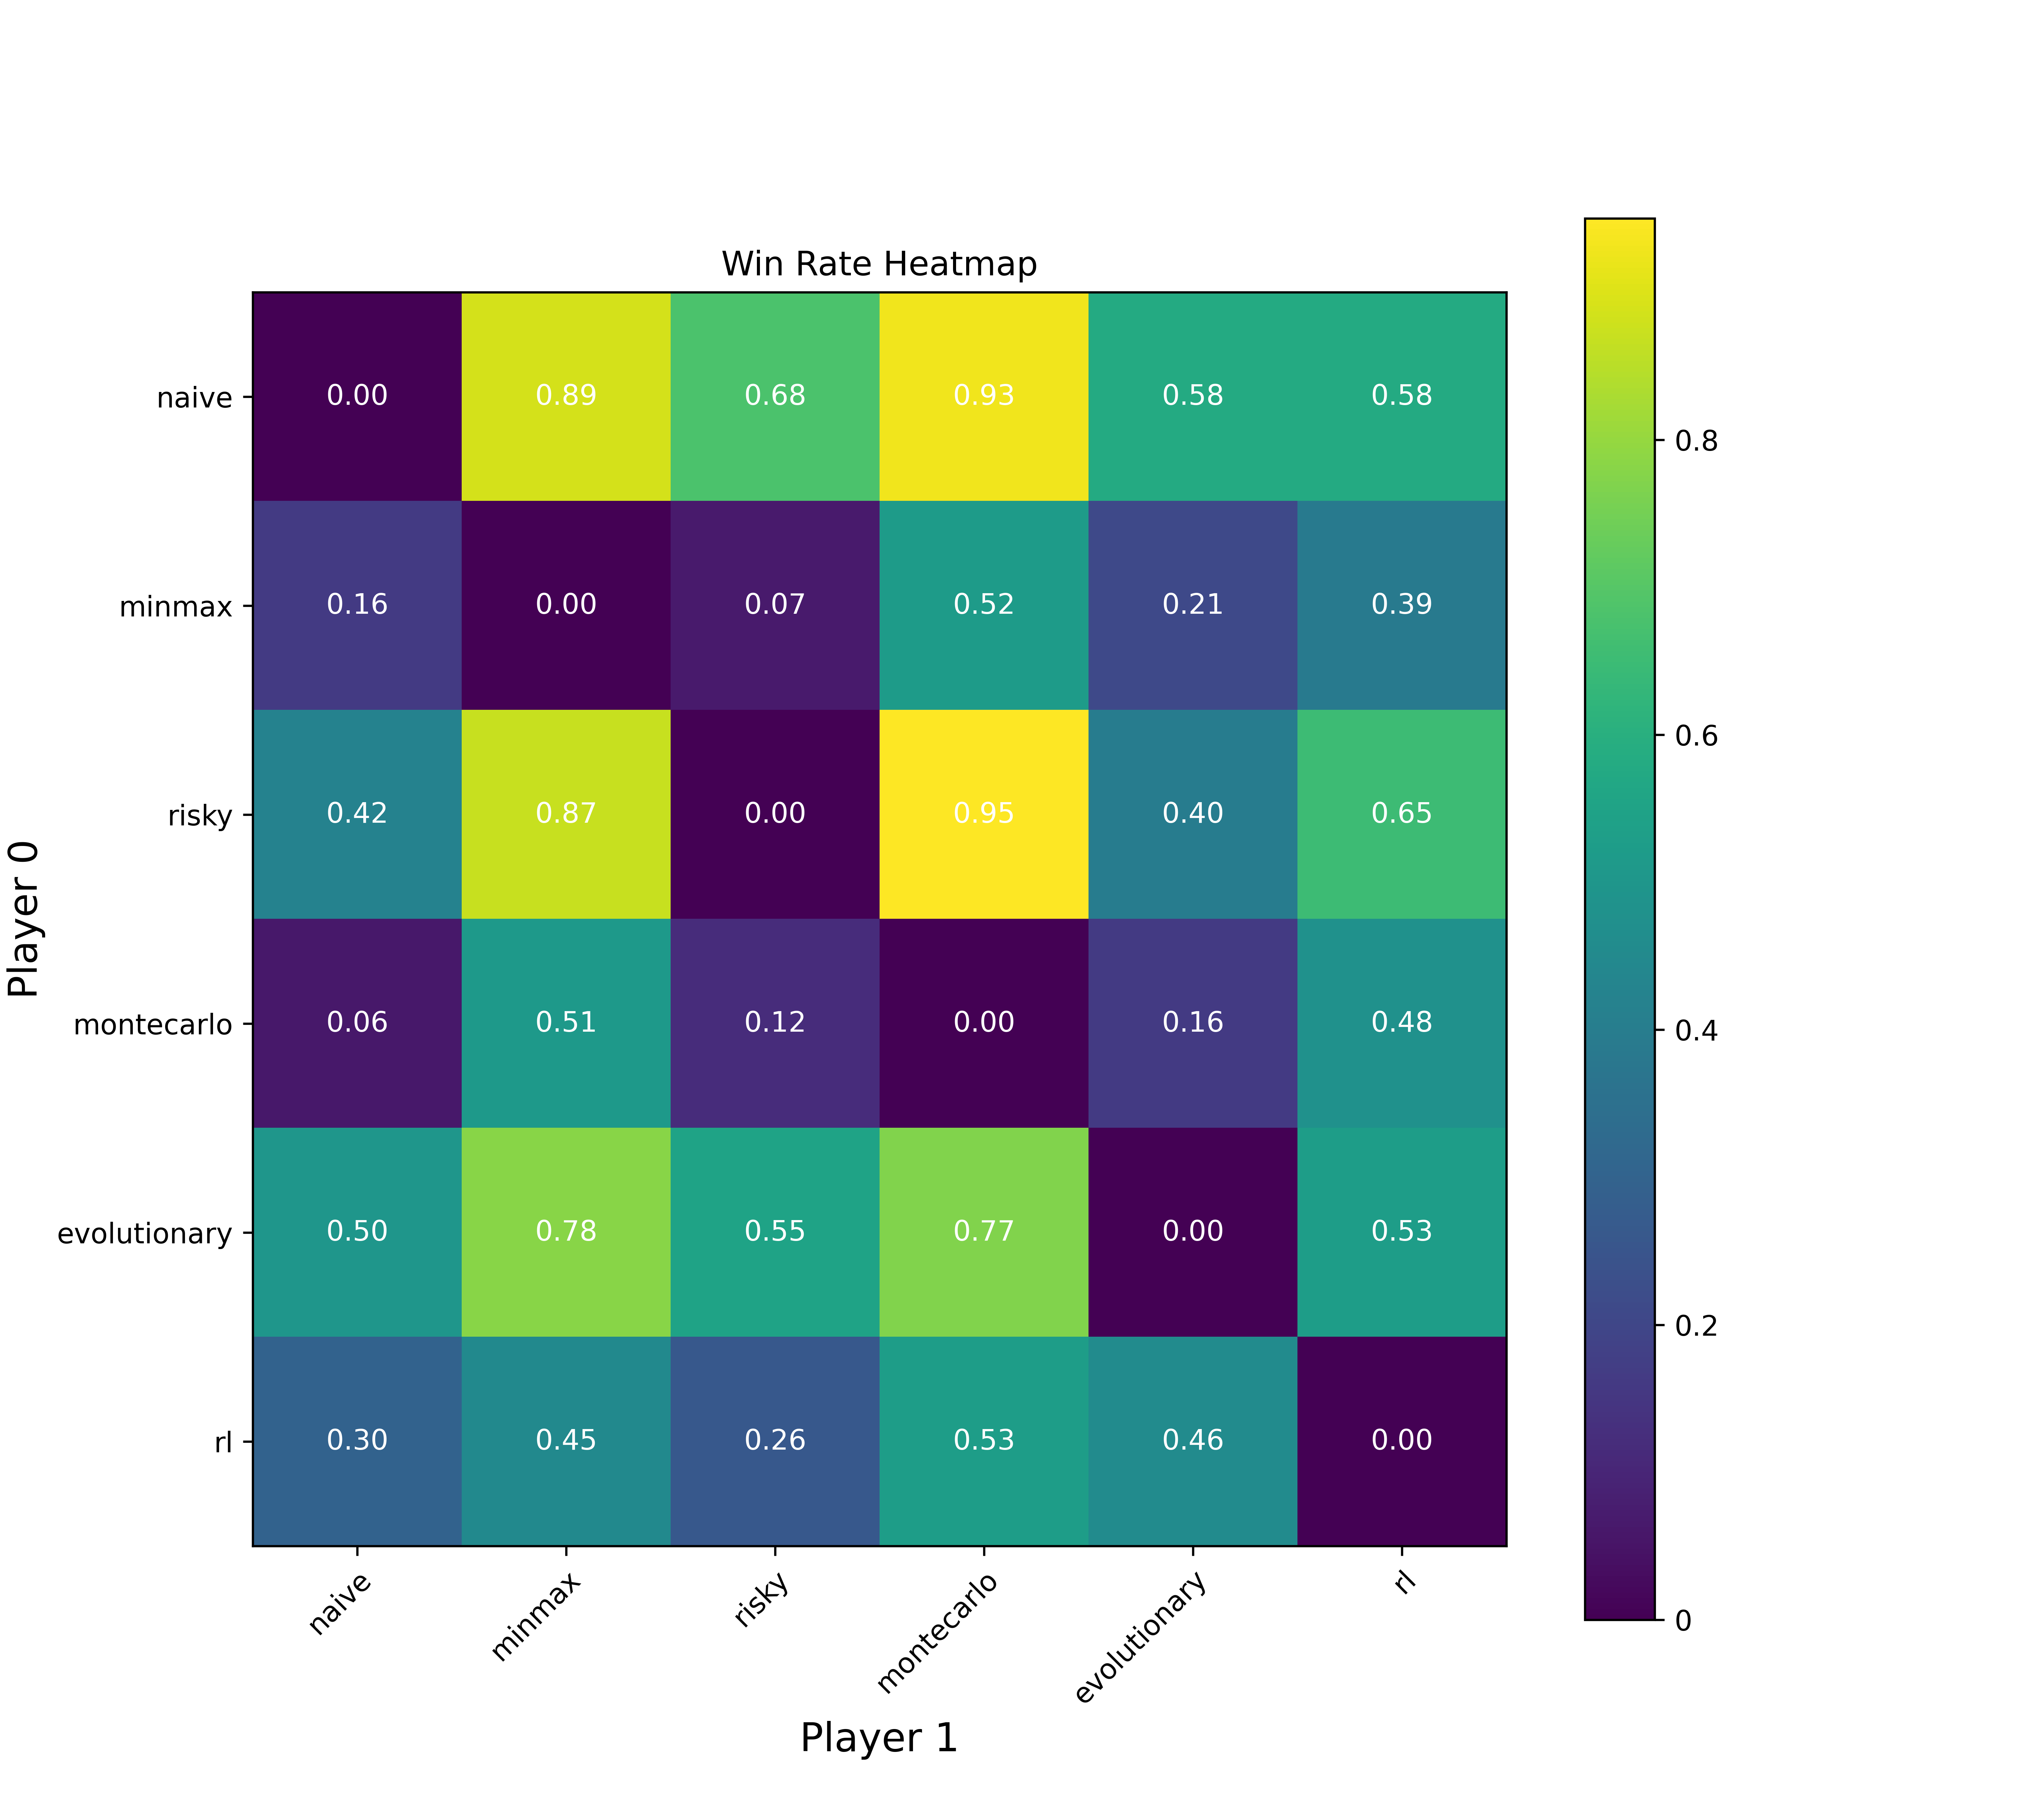 Win Rate Heatmap
naive 0.00 0.89 0.68 0.93 0.58 0.58
minmax 0.16 0.00 0.07 0.52 0.21 0.39
risky 0.42 0.87 0.00 0.95 0.40 0.65
montecarlo 0.06 0.51 0.12 0.00 0.16 0.48
evolutionary 0.50 0.78 0.55 0.77 0.00 0.53
rl 0.30 0.45 0.26 0.53 0.46 0.00
naive minmax risky montecarlo evolutionary rl
Player 1
Player 0
0.8
0.6
0.4
0.2
0